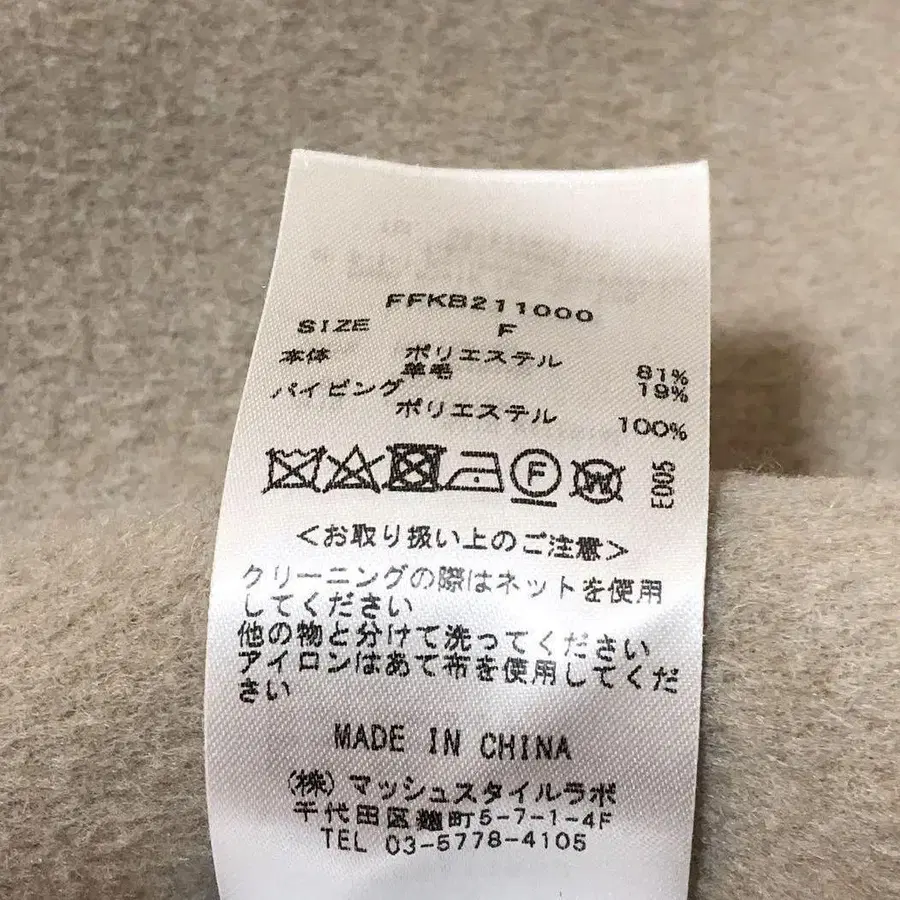 FFKB211000
SIZE F
本体 ポリエステル 81%
羊毛 19%
パイピング
ポリエステル 100%
F W E005
<お取り扱い上のご注意>
クリーニングの際はネットを使用
してください
他の物と分けて洗ってください
アイロンはあて布を使用してくだ
さい
MADE IN CHINA
(株)マッシュスタイルラボ
千代田区麹町5-7-1-4F
TEL 03-5778-4105